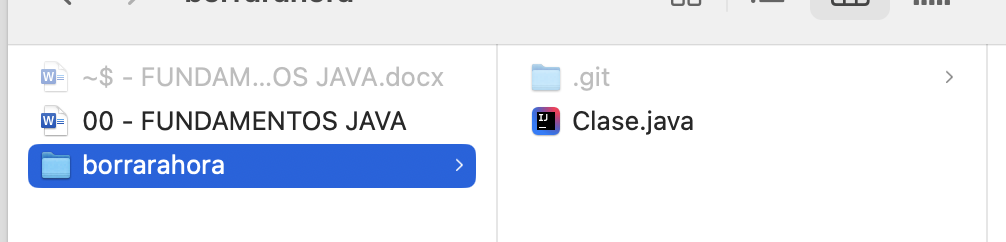 borrarahora
~$ - FUNDAM...OS JAVA.docx
00 - FUNDAMENTOS JAVA
borrarahora
.git
Clase.java